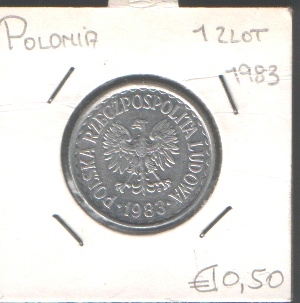 POLONIA 1 ZLOT
1983
POLSKA RZECZPOSPOLITA LUDOWA
·1983·
€ 0,50